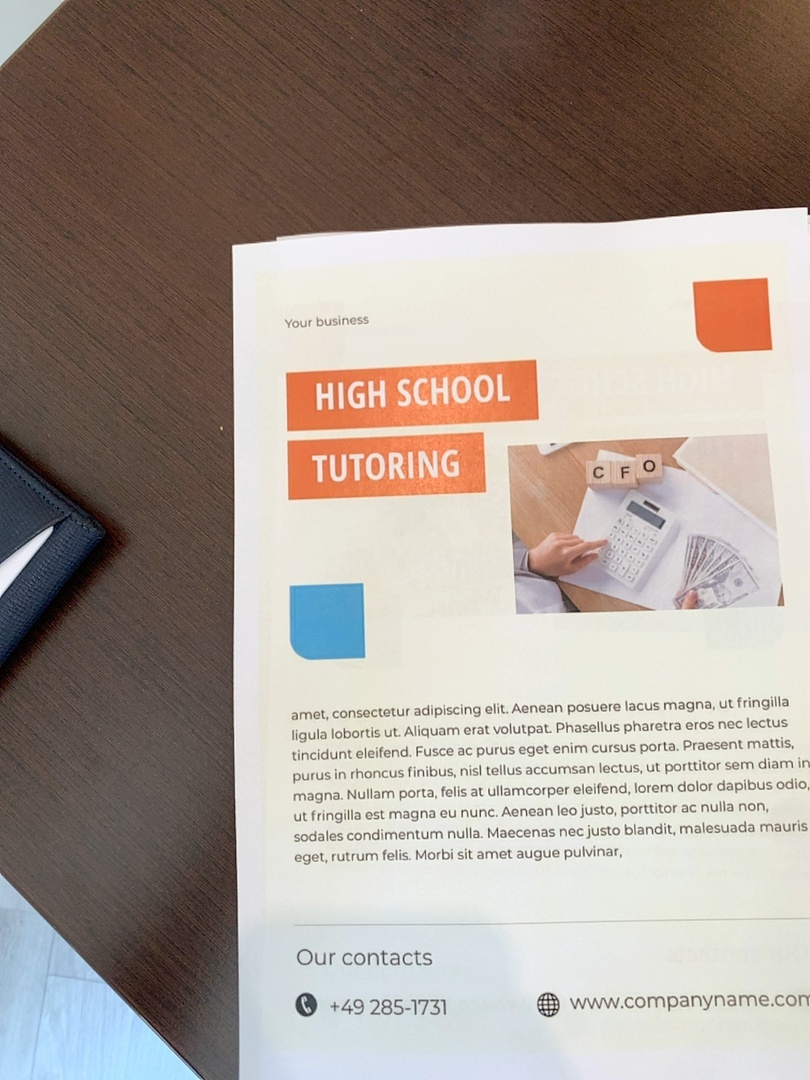 Your business
HIGH SCHOOL
TUTORING
C F O
amet, consectetur adipiscing elit. Aenean posuere lacus magna, ut fringilla
ligula lobortis ut. Aliquam erat volutpat. Phasellus pharetra eros nec lectus
tincidunt eleifend. Fusce ac purus eget enim cursus porta. Praesent mattis,
purus in rhoncus finibus, nisl tellus accumsan lectus, ut porttitor sem diam in
magna. Nullam porta, felis at ullamcorper eleifend, lorem dolor dapibus odio,
ut fringilla est magna eu nunc. Aenean leo justo, porttitor ac nulla non,
sodales condimentum nulla. Maecenas nec justo blandit, malesuada mauris
eget, rutrum felis. Morbi sit amet augue pulvinar,
Our contacts
+49 285-1731
www.companyname.com